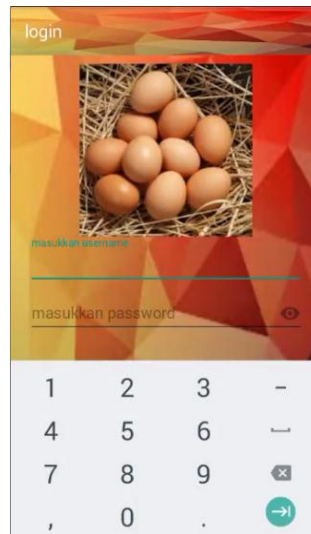 login
masukkan username
masukkan password
1 2 3 -
4 5 6
7 8 9
, 0 .